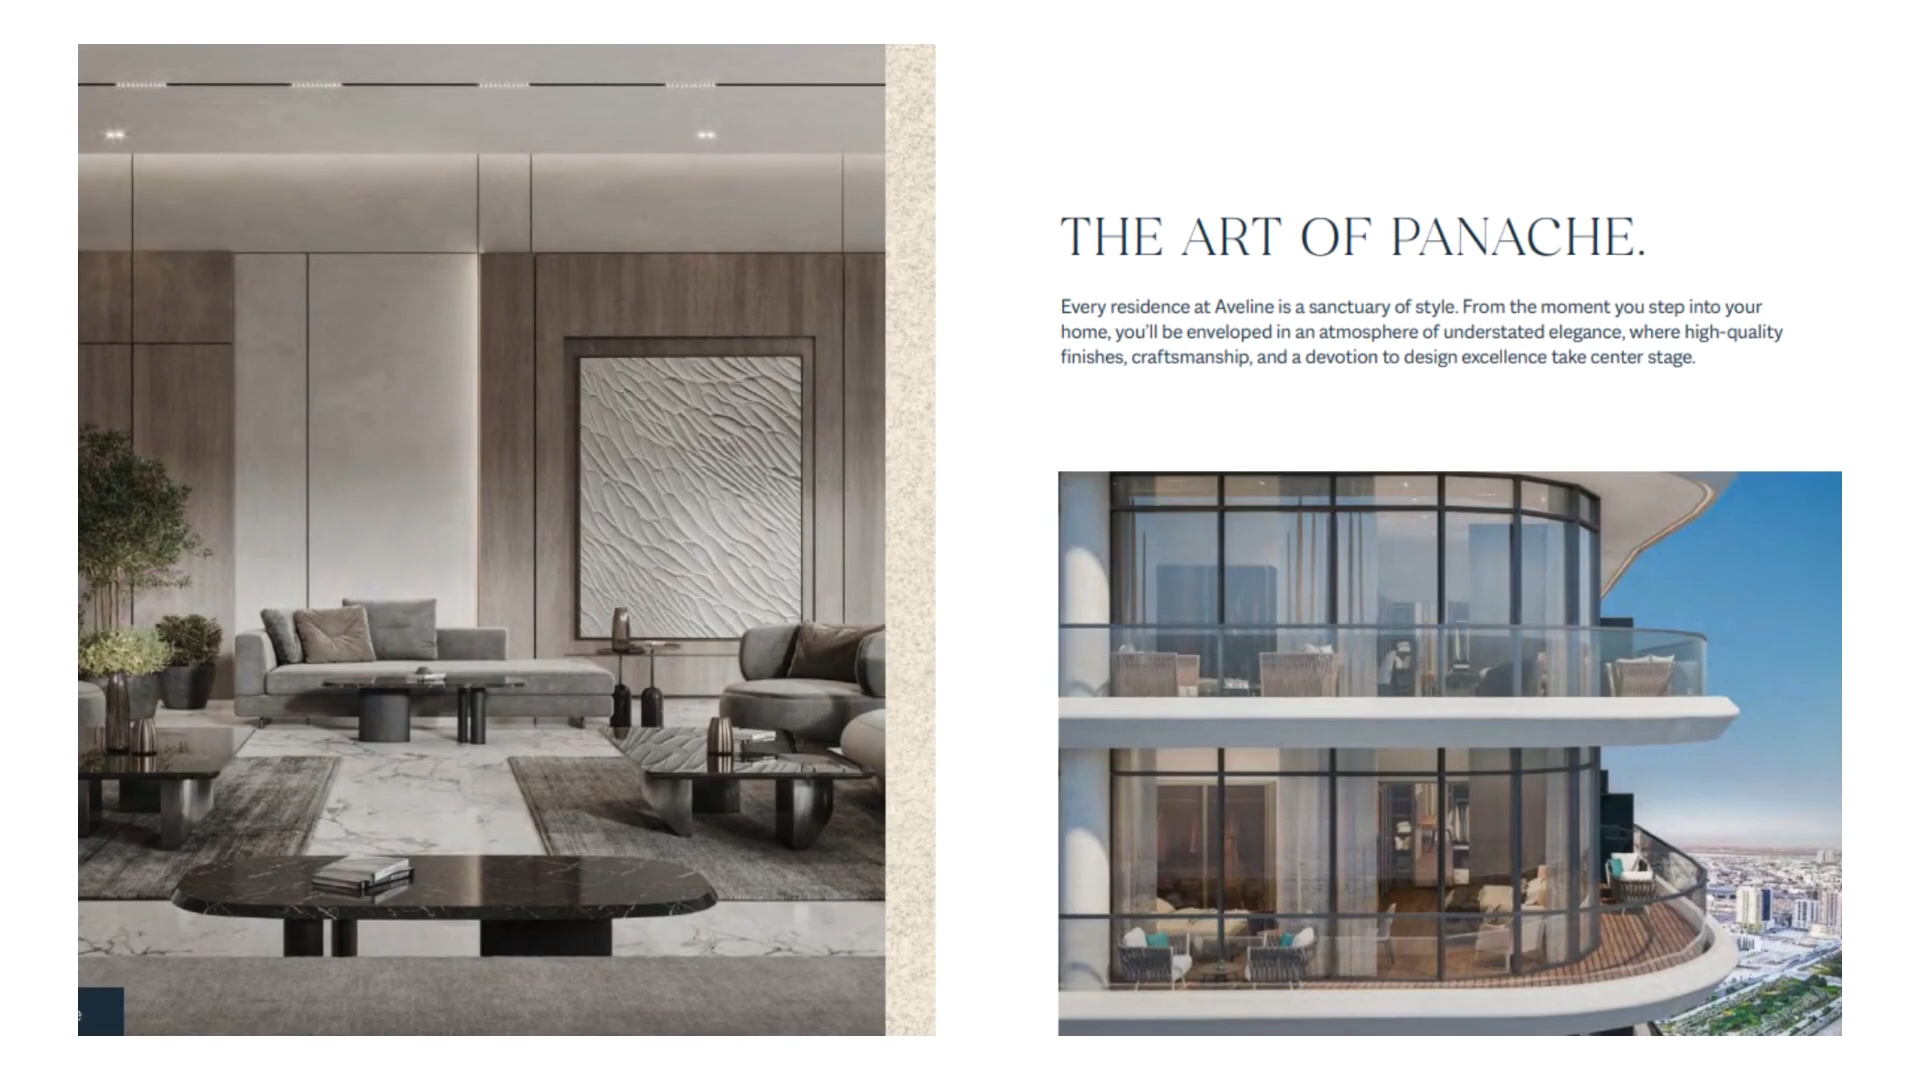 THE ART OF PANACHE.
Every residence at Aveline is a sanctuary of style. From the moment you step into your
home, you'll be enveloped in an atmosphere of understated elegance, where high-quality
finishes, craftsmanship, and a devotion to design excellence take center stage.